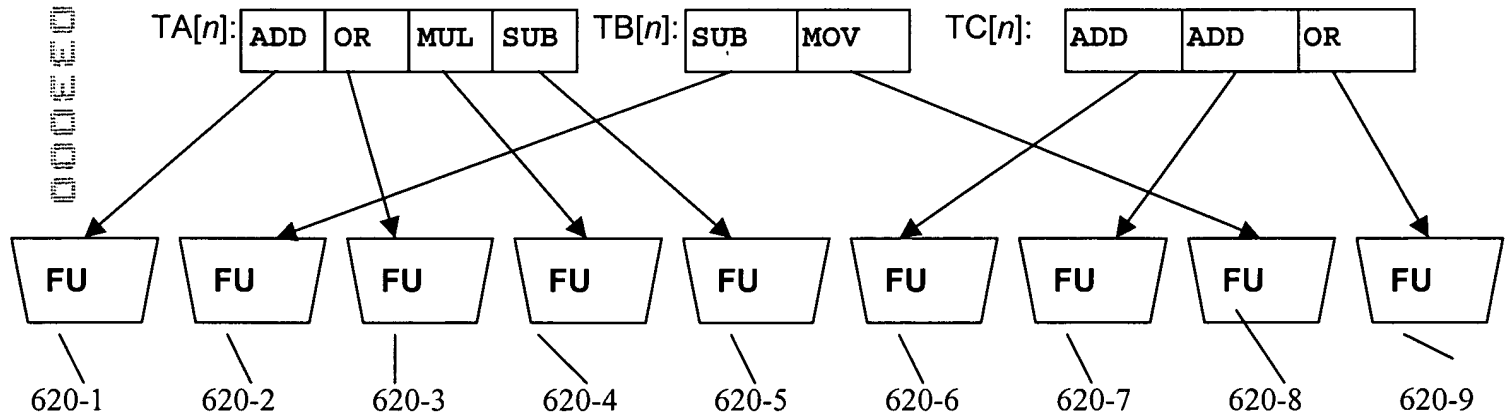 TA[n]: ADD OR MUL SUB TB[n]: SUB MOV TC[n]: ADD ADD OR
FU FU FU FU FU FU FU FU FU
620-1 620-2 620-3 620-4 620-5 620-6 620-7 620-8 620-9